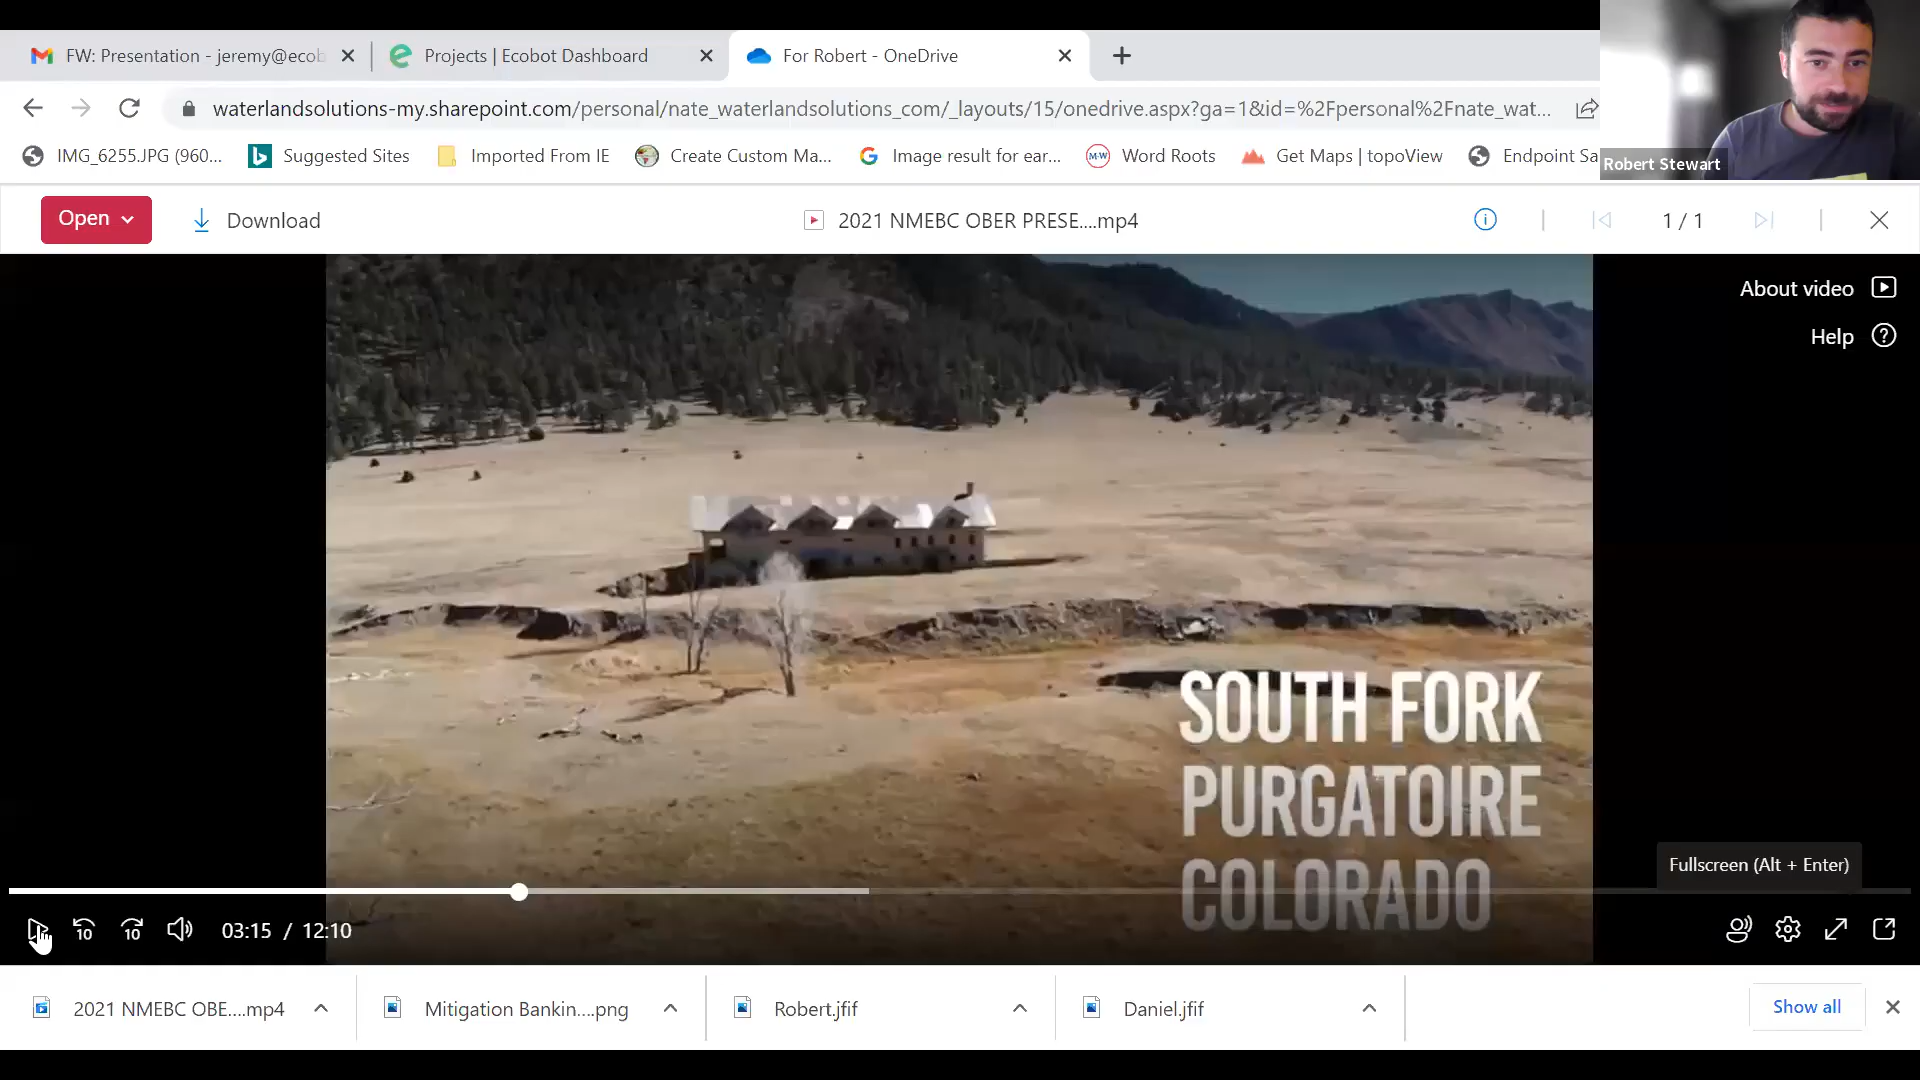 FW: Presentation - jeremy@ecob
Projects | Ecobot Dashboard
For Robert - OneDrive
waterlandsolutions-my.sharepoint.com/personal/nate_waterlandsolutions_com/_layouts/15/onedrive.aspx?ga=1&id=%2Fpersonal%2Fnate_wat...
IMG_6255.JPG (960...
b Suggested Sites
Imported From IE
Create Custom Ma...
G Image result for ear...
M-W Word Roots
Get Maps | topoView
Endpoint Sa
Robert Stewart
Open
Download
2021 NMEBC OBER PRESE....mp4
1 / 1
About video
Help
SOUTH FORK
PURGATOIRE
COLORADO
Fullscreen (Alt + Enter)
10
10
03:15 / 12:10
2021 NMEBC OBE....mp4
Mitigation Bankin....png
Robert.jfif
Daniel.jfif
Show all